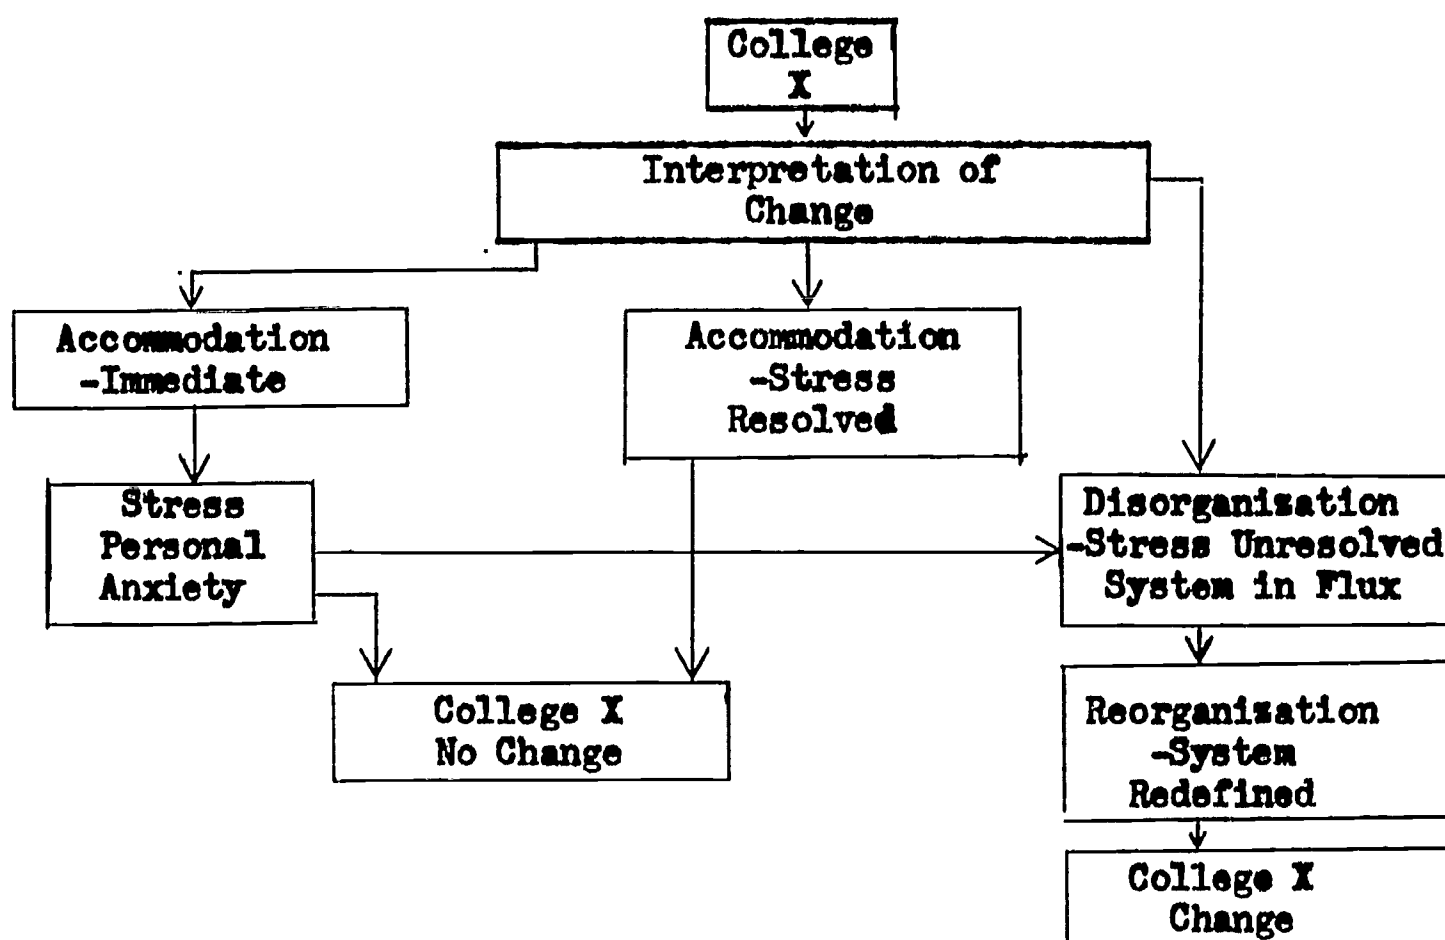 College
X
Interpretation of
Change
Accommodation
-Immediate
Accommodation
-Stress
Resolved
Stress
Personal
Anxiety
Disorganization
-Stress Unresolved
System in Flux
College X
No Change
Reorganization
-System
Redefined
College X
Change